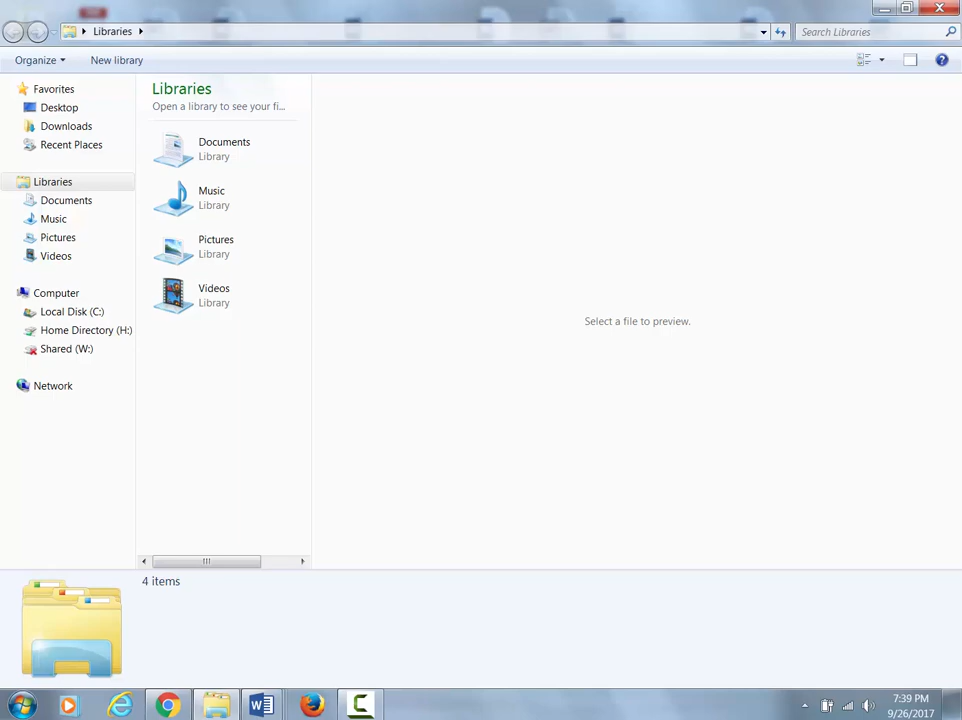 Libraries
Search Libraries
Organize
New library
Favorites
Desktop
Downloads
Recent Places
Libraries
Documents
Music
Pictures
Videos
Computer
Local Disk (C:)
Home Directory (H:)
Shared (W:)
Network
Libraries
Open a library to see your fi...
Documents
Library
Music
Library
Pictures
Library
Videos
Library
Select a file to preview.
4 items
7:39 PM
9/26/2017